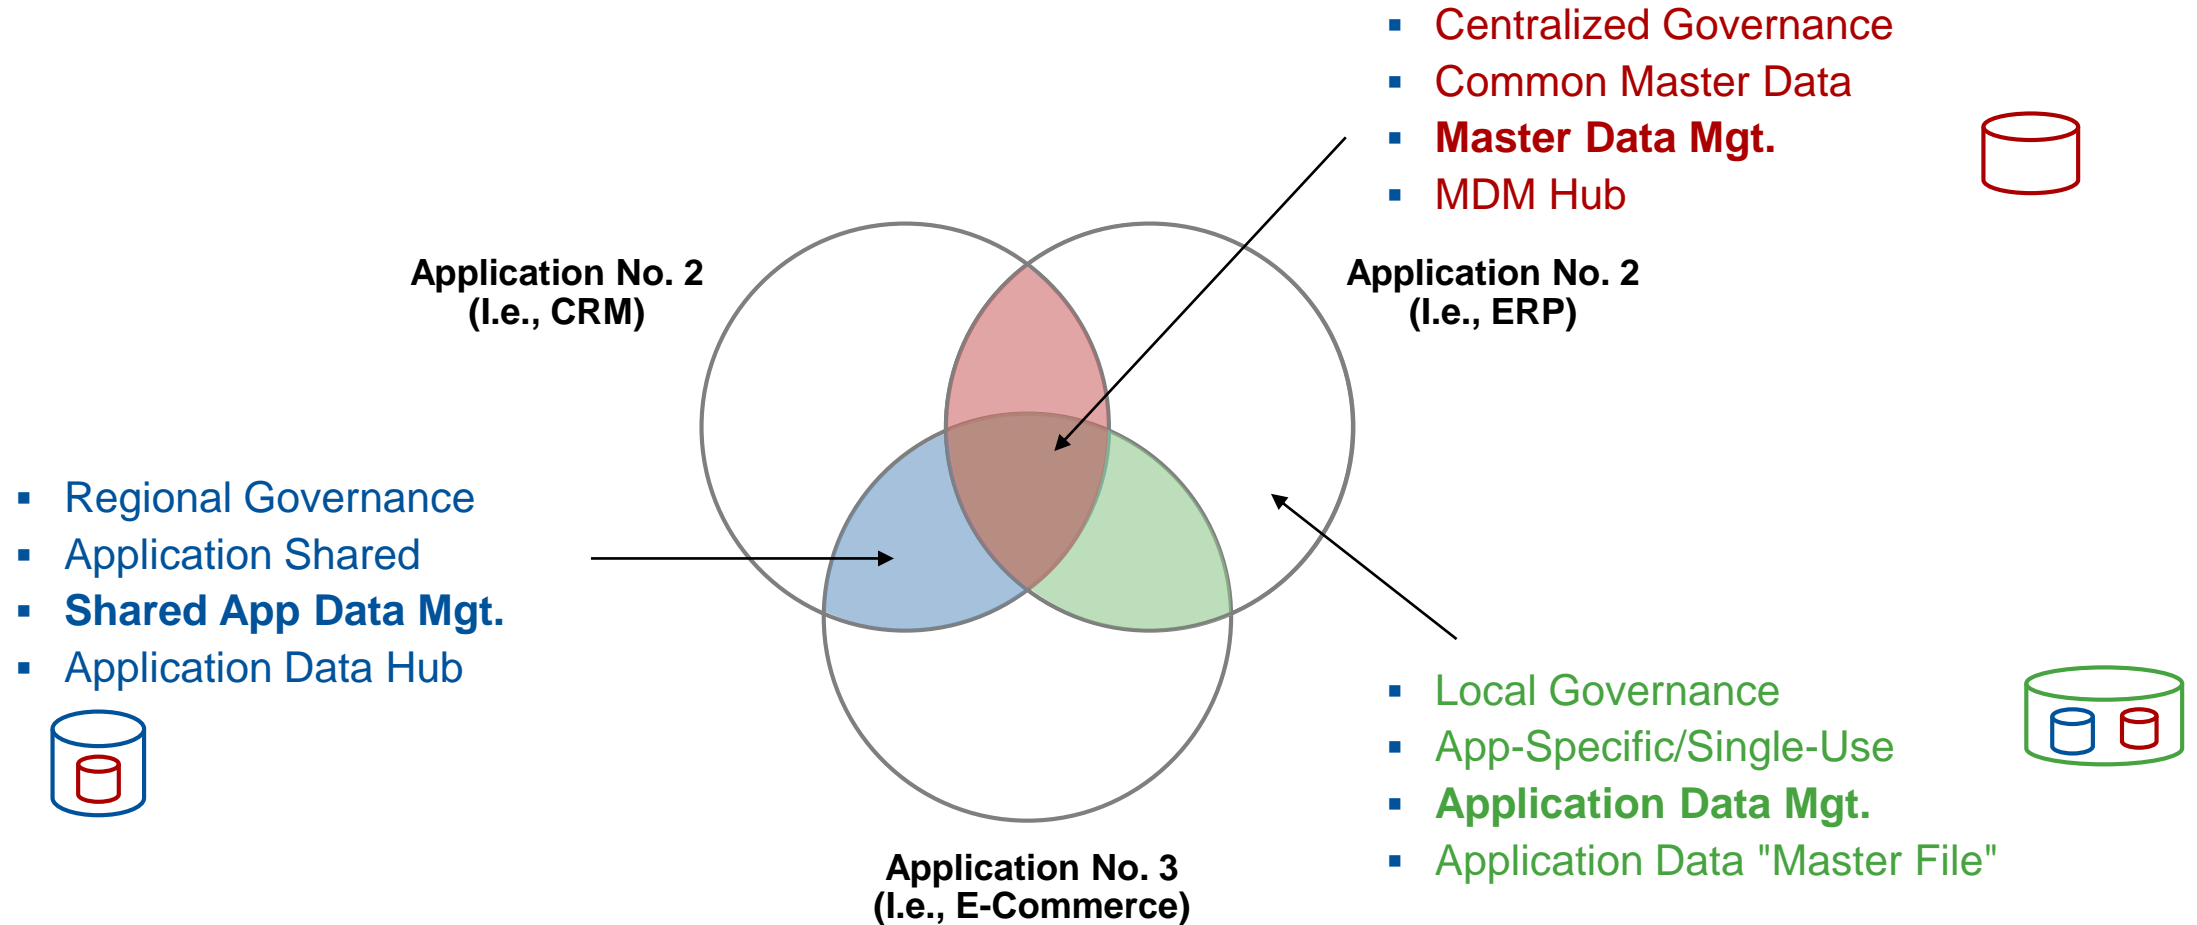 ▪ Centralized Governance
▪ Common Master Data
▪ Master Data Mgt.
▪ MDM Hub
Application No. 2
(I.e., CRM)
Application No. 2
(I.e., ERP)
▪ Regional Governance
▪ Application Shared
▪ Shared App Data Mgt.
▪ Application Data Hub
▪ Local Governance
▪ App-Specific/Single-Use
▪ Application Data Mgt.
▪ Application Data "Master File"
Application No. 3
(I.e., E-Commerce)